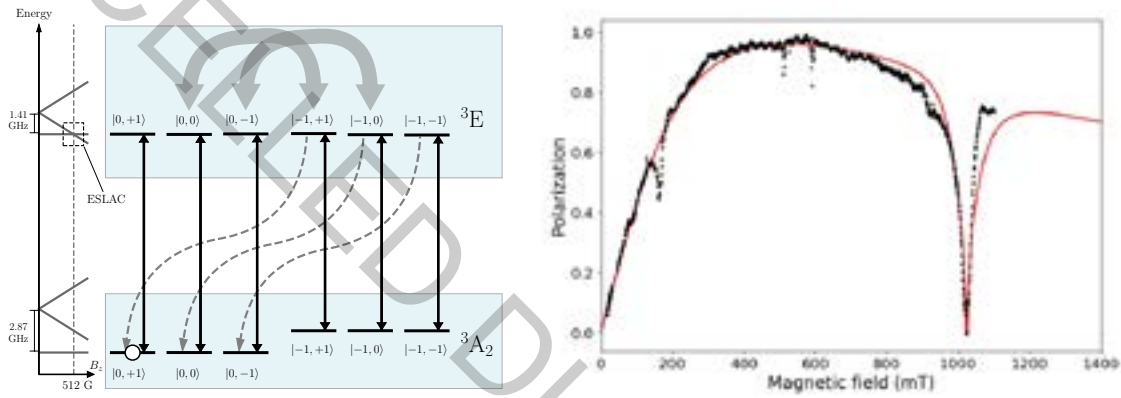 Energy
1.41
GHz
ESLAC
2.87
GHz
B_z
512 G
|0,+1⟩ |0,0⟩ |0,-1⟩ |-1,+1⟩ |-1,0⟩ |-1,-1⟩
³E
|-1,+1⟩ |-1,0⟩ |-1,-1⟩
³A₂
|0,+1⟩ |0,0⟩ |0,-1⟩
Polarization
1.0
0.8
0.6
0.4
0.2
0.0
0 200 400 600 800 1000 1200 1400
Magnetic field (mT)